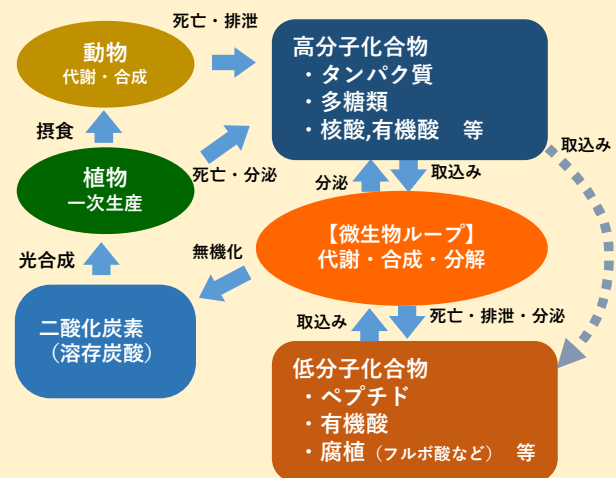 死亡・排泄
動物
代謝・合成
高分子化合物
・タンパク質
・多糖類
・核酸,有機酸　等
摂食
植物
一次生産
死亡・分泌
分泌
取込み
取込み
光合成
無機化
【微生物ループ】
代謝・合成・分解
二酸化炭素
（溶存炭酸）
取込み
死亡・排泄・分泌
低分子化合物
・ペプチド
・有機酸
・腐植（フルボ酸など）　等